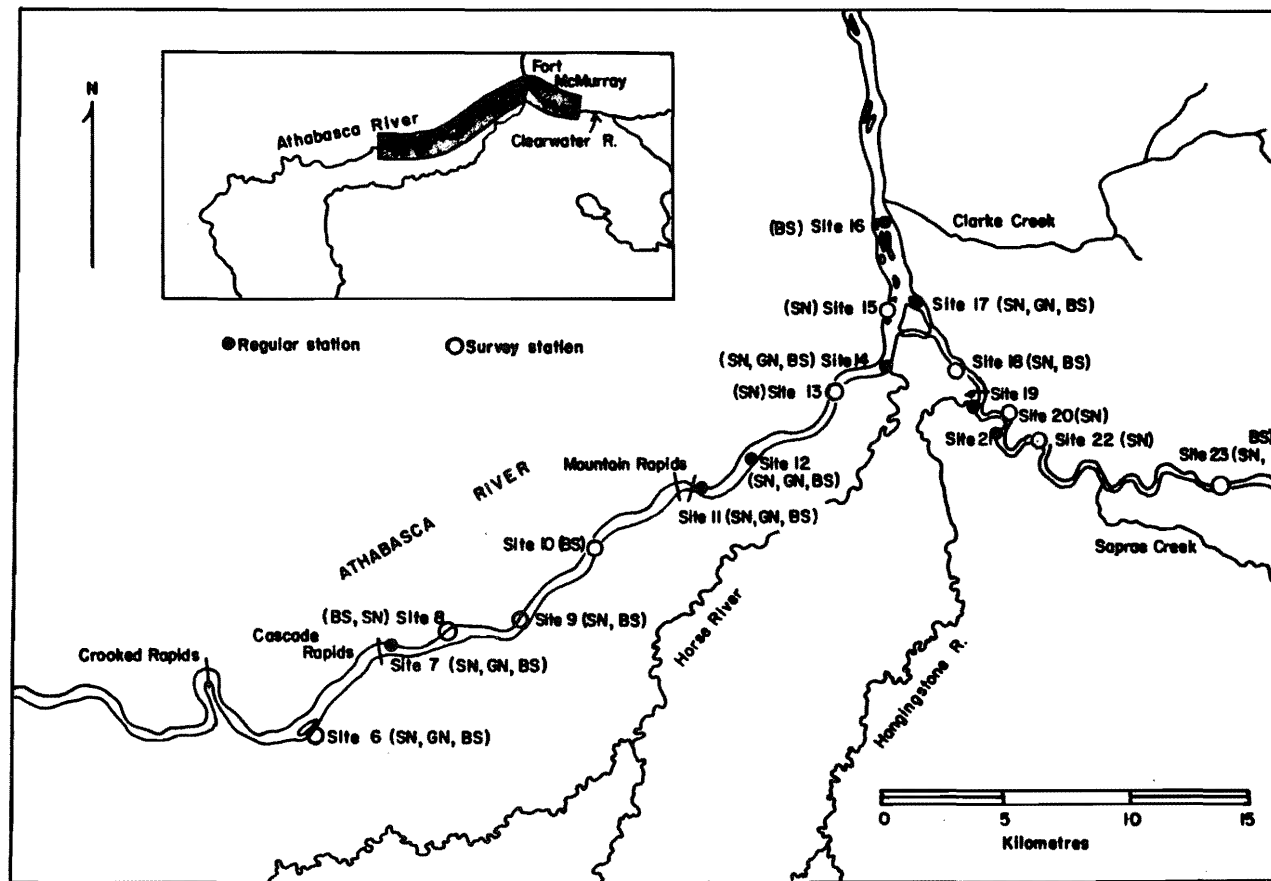 N
Fort
McMurray
Athabasca River
Clearwater R.
Regular station
Survey station
(BS) Site 16
Clarke Creek
(SN) Site 15
Site 17 (SN, GN, BS)
(SN, GN, BS) Site 14
Site 18 (SN, BS)
(SN) Site 13
Site 19
Site 20 (SN)
Site 21
Site 22 (SN)
BS)
Site 23 (SN,
Mountain Rapids
Site 12
(SN, GN, BS)
Site 11 (SN, GN, BS)
ATHABASCA RIVER
Site 10 (BS)
Sapras Creek
(BS, SN) Site 8
Site 9 (SN, BS)
Cascade
Rapids
Site 7 (SN, GN, BS)
Crooked Rapids
Horse River
Hangingstone R.
Site 6 (SN, GN, BS)
0 5 10 15
Kilometres